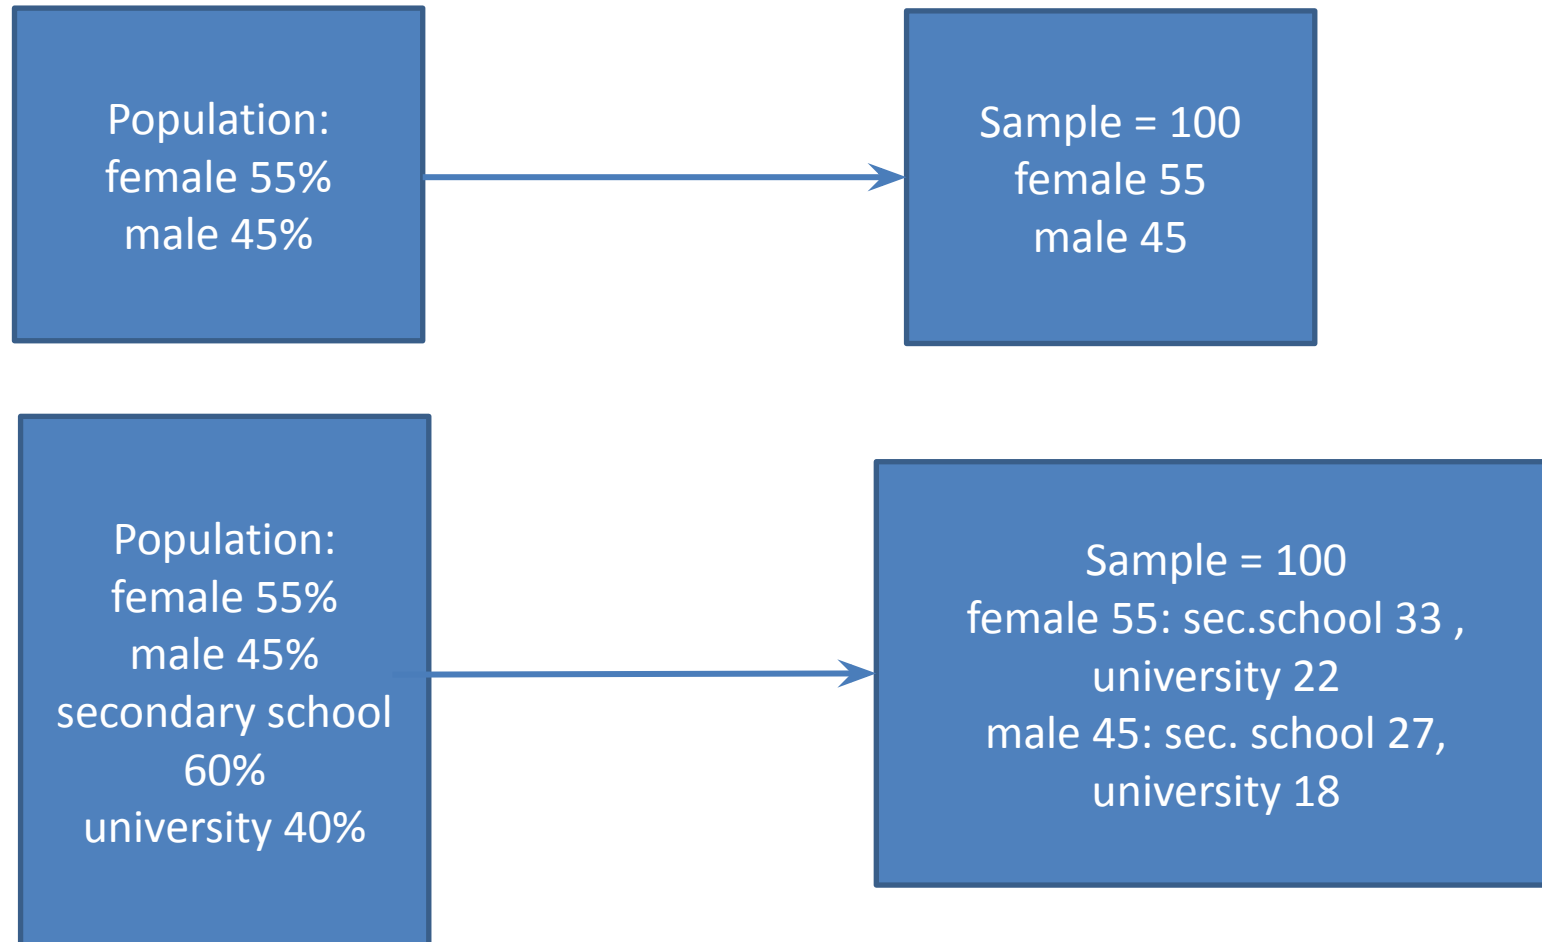 Population:
female 55%
male 45%
Sample = 100
female 55
male 45
Population:
female 55%
male 45%
secondary school
60%
university 40%
Sample = 100
female 55: sec.school 33 ,
university 22
male 45: sec. school 27,
university 18